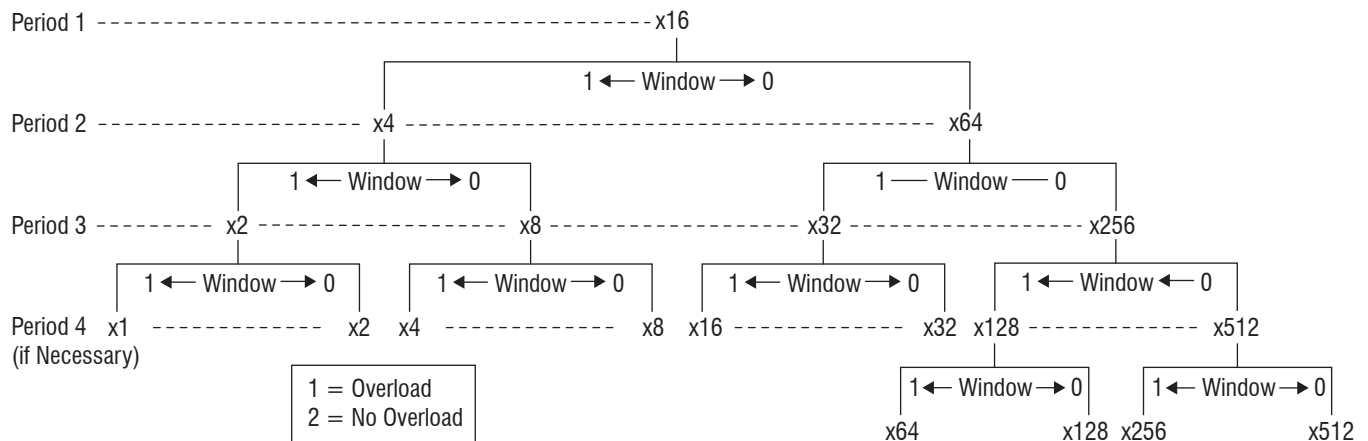 Period 1 x16
1 Window 0
Period 2 x4 x64
1 Window 0 1 Window 0
Period 3 x2 x8 x32 x256
1 Window 0 1 Window 0 1 Window 0 1 Window 0
Period 4 x1 x2 x4 x8 x16 x32 x128 x512
(if Necessary)
1 = Overload
2 = No Overload
1 Window 0 1 Window 0
x64 x128 x256 x512